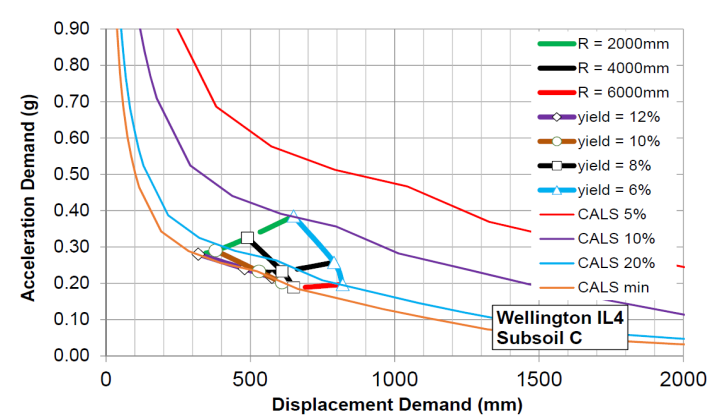 0.90
0.80
0.70
0.60
0.50
0.40
0.30
0.20
0.10
0.00
Acceleration Demand (g)
R = 2000mm
R = 4000mm
R = 6000mm
yield = 12%
yield = 10%
yield = 8%
yield = 6%
CALS 5%
CALS 10%
CALS 20%
CALS min
Wellington IL4
Subsoil C
0 500 1000 1500 2000
Displacement Demand (mm)